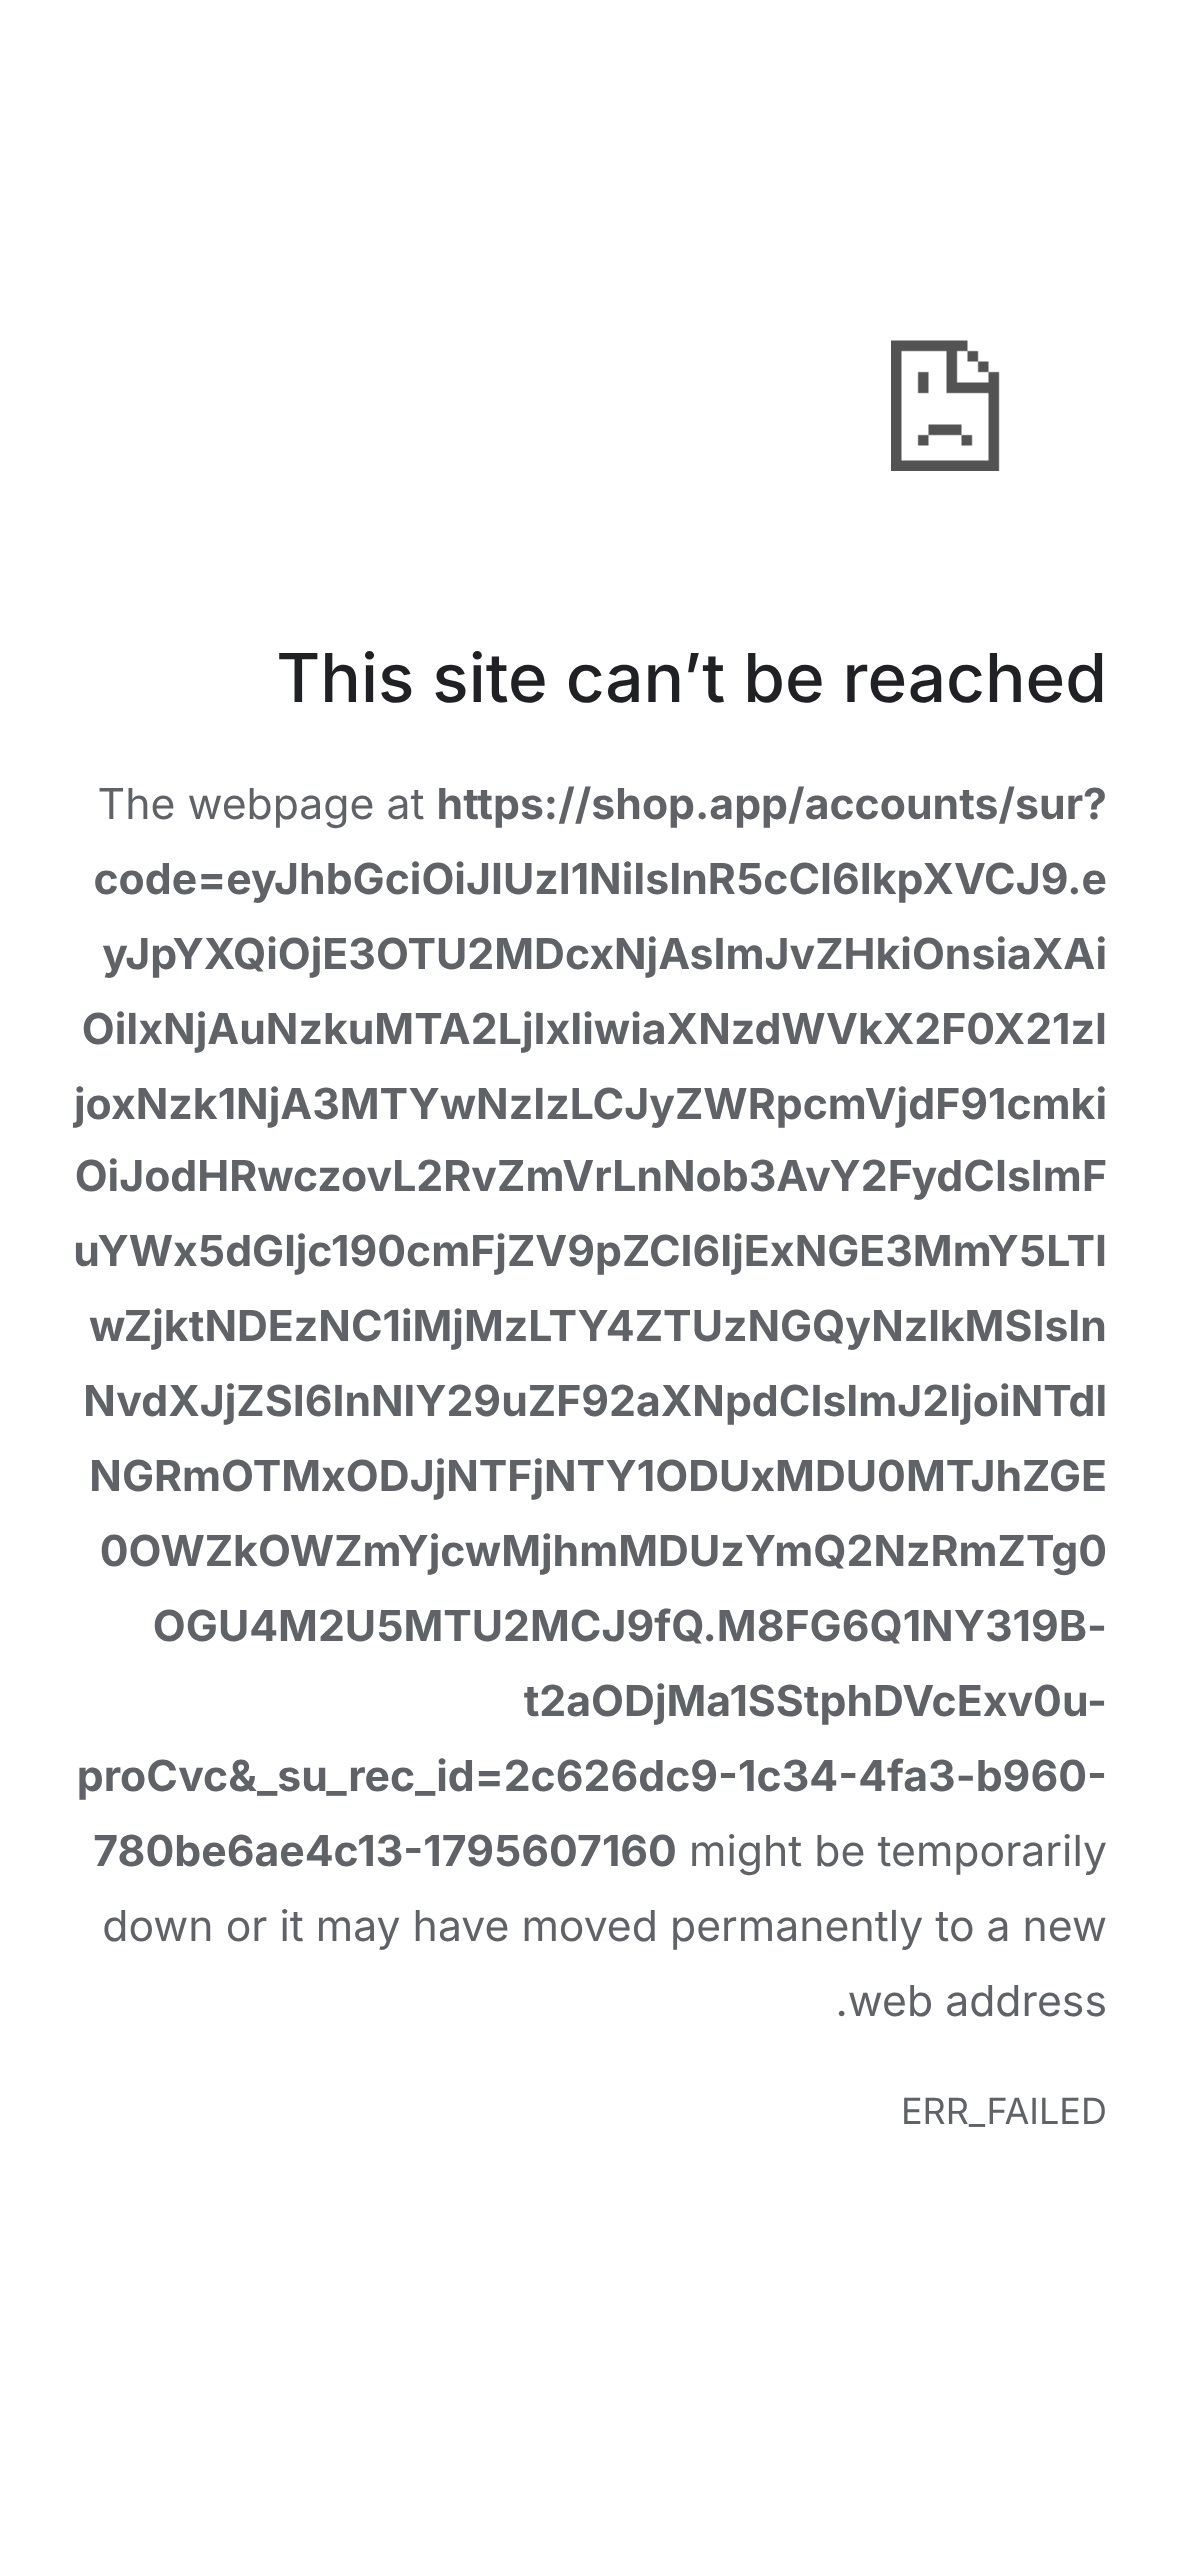 This site can’t be reached
The webpage at https://shop.app/accounts/sur?
code=eyJhbGciOiJIUzI1NiIsInR5cCI6IkpXVCJ9.e
yJpYXQiOjE3OTU2MDcxNjAsImJvZHkiOnsiaXAi
OiIxNjAuNzkuMTA2LjIxIiwiaXNzdWVkX2F0X21zI
joxNzk1NjA3MTYwNzIzLCJyZWRpcmVjdF91cmki
OiJodHRwczovL2RvZmVrLnNob3AvY2FydCIsImF
uYWx5dGljc190cmFjZV9pZCI6IjExNGE3MmY5LTI
wZjktNDEzNC1iMjMzLTY4ZTUzNGQyNzlkMSIsIn
NvdXJjZSI6InNlY29uZF92aXNpdCIsImJ2IjoiNTdl
NGRmOTMxODJjNTFjNTY1ODUxMDU0MTJhZGE
0OWZkOWZmYjcwMjhmMDUzYmQ2NzRmZTg0
OGU4M2U5MTU2MCJ9fQ.M8FG6Q1NY319B-
t2aODjMa1SStphDVcExv0u-
proCvc&_su_rec_id=2c626dc9-1c34-4fa3-b960-
780be6ae4c13-1795607160 might be temporarily
down or it may have moved permanently to a new
.web address
ERR_FAILED